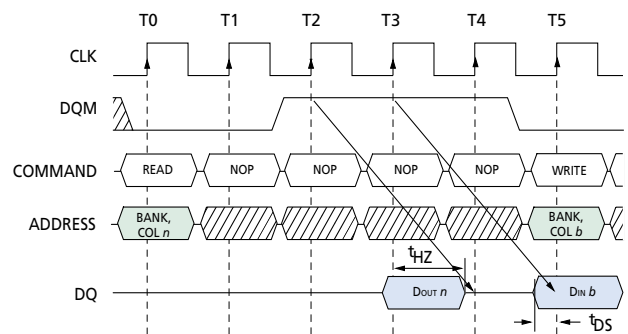 T0 T1 T2 T3 T4 T5
CLK
DQM
COMMAND READ NOP NOP NOP NOP WRITE
ADDRESS BANK, COL n BANK, COL b
tHZ
DQ DOUT n DIN b
tDS